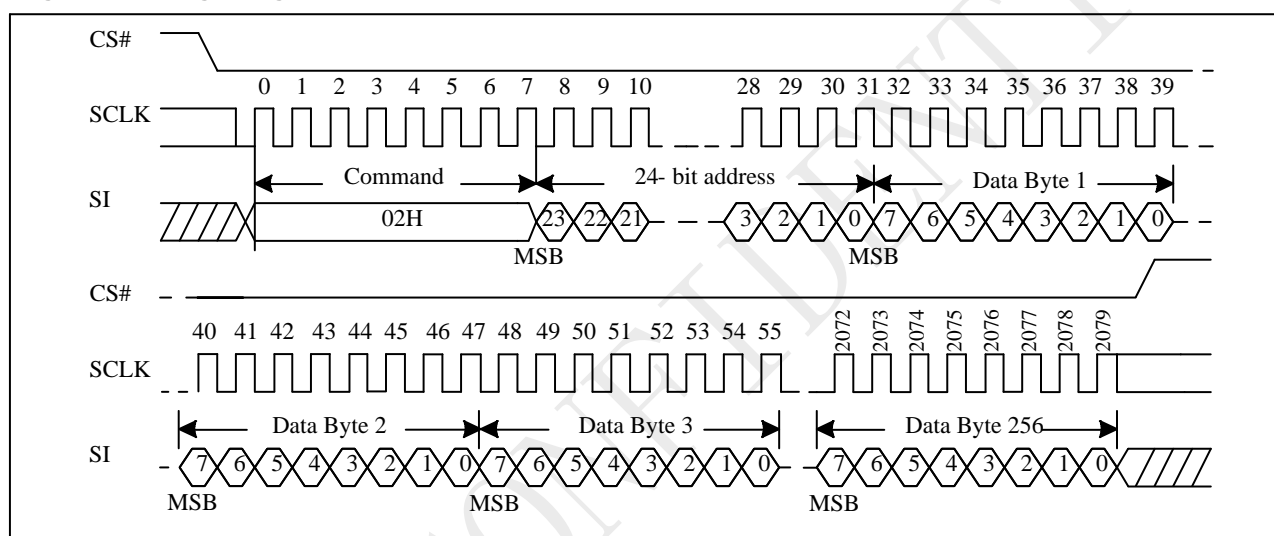 CS#
0 1 2 3 4 5 6 7 8 9 10 28 29 30 31 32 33 34 35 36 37 38 39
SCLK
Command 24- bit address Data Byte 1
SI
02H 23 22 21 3 2 1 0 7 6 5 4 3 2 1 0
MSB MSB
CS#
40 41 42 43 44 45 46 47 48 49 50 51 52 53 54 55 2072 2073 2074 2075 2076 2077 2078 2079
SCLK
Data Byte 2 Data Byte 3 Data Byte 256
SI
7 6 5 4 3 2 1 0 7 6 5 4 3 2 1 0 7 6 5 4 3 2 1 0
MSB MSB MSB